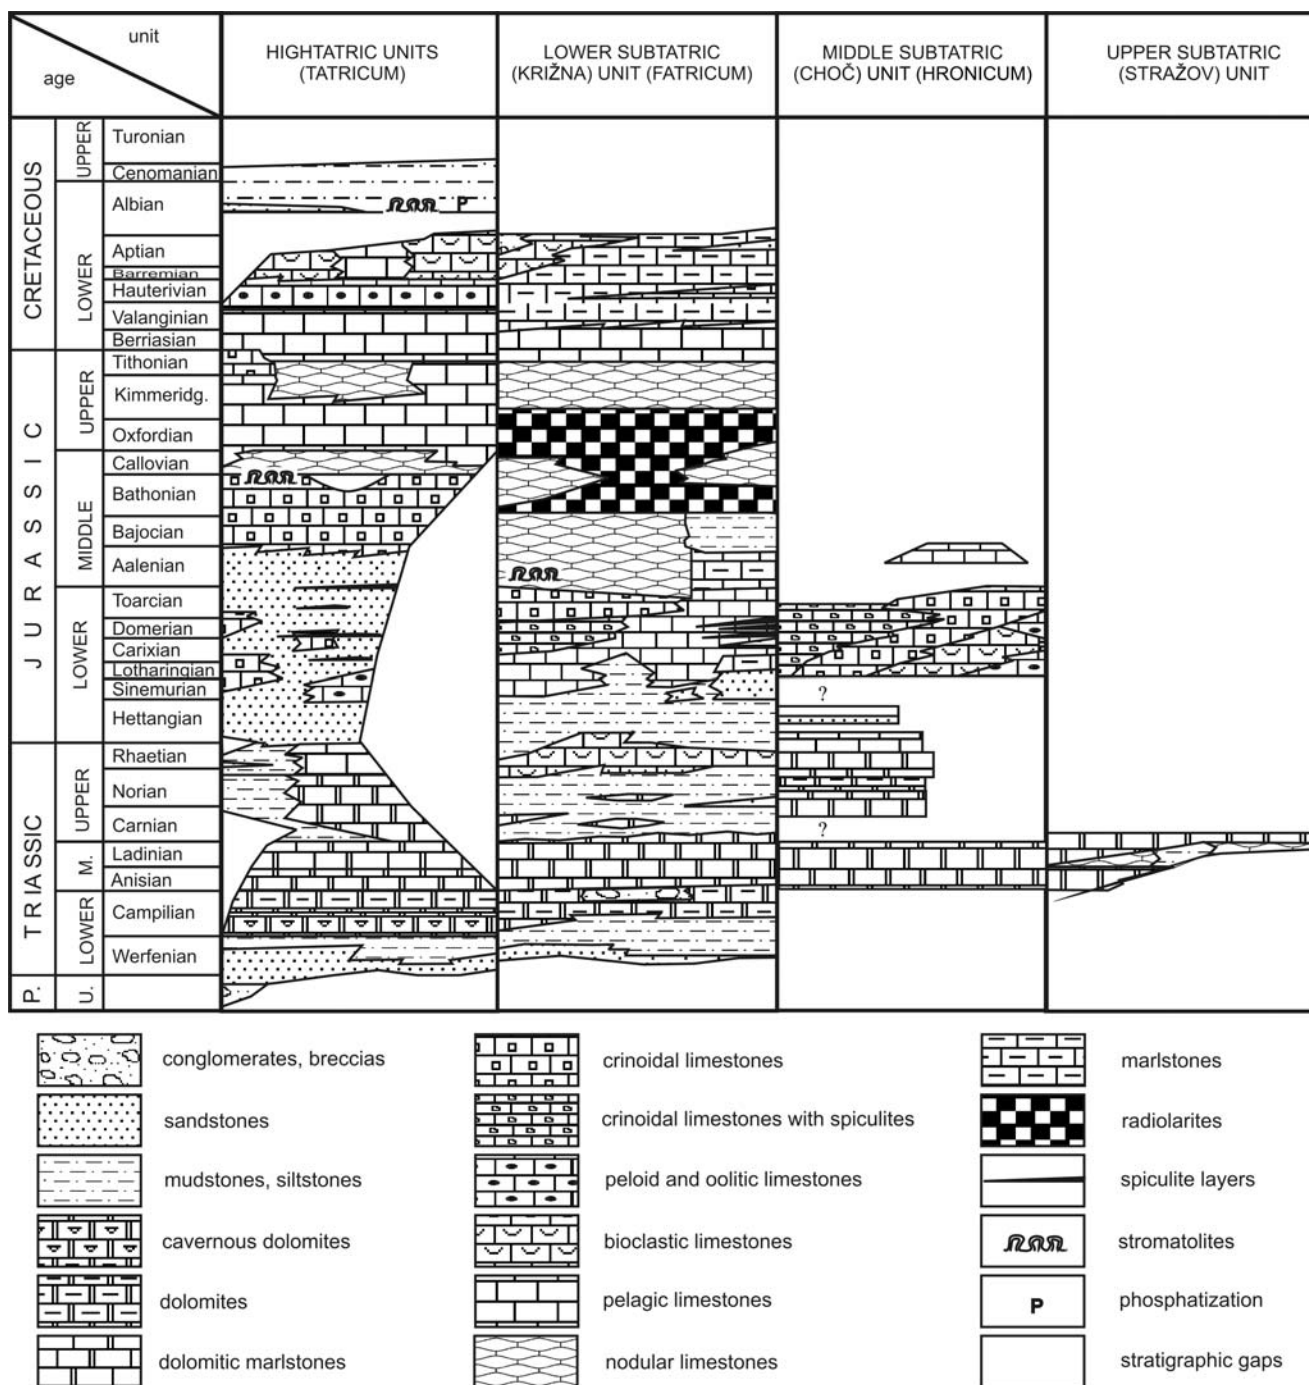 unit
age
HIGHTATRIC UNITS
(TATRICUM)
LOWER SUBTATRIC
(KRIŽNA) UNIT (FATRICUM)
MIDDLE SUBTATRIC
(CHOČ) UNIT (HRONICUM)
UPPER SUBTATRIC
(STRAŽOV) UNIT
CRETACEOUS
UPPER
Turonian
Cenomanian
LOWER
Albian
P
Aptian
Barremian
Hauterivian
Valanginian
Berriasian
JURASSIC
UPPER
Tithonian
Kimmeridg.
Oxfordian
MIDDLE
Callovian
Bathonian
Bajocian
Aalenian
LOWER
Toarcian
Domerian
Carixian
Lotharingian
Sinemurian
?
Hettangian
TRIASSIC
UPPER
Rhaetian
Norian
Carnian
?
M.
Ladinian
Anisian
LOWER
Campilian
Werfenian
P.
U.
conglomerates, breccias
sandstones
mudstones, siltstones
cavernous dolomites
dolomites
dolomitic marlstones
crinoidal limestones
crinoidal limestones with spiculites
peloid and oolitic limestones
bioclastic limestones
pelagic limestones
nodular limestones
marlstones
radiolarites
spiculite layers
stromatolites
P
phosphatization
stratigraphic gaps